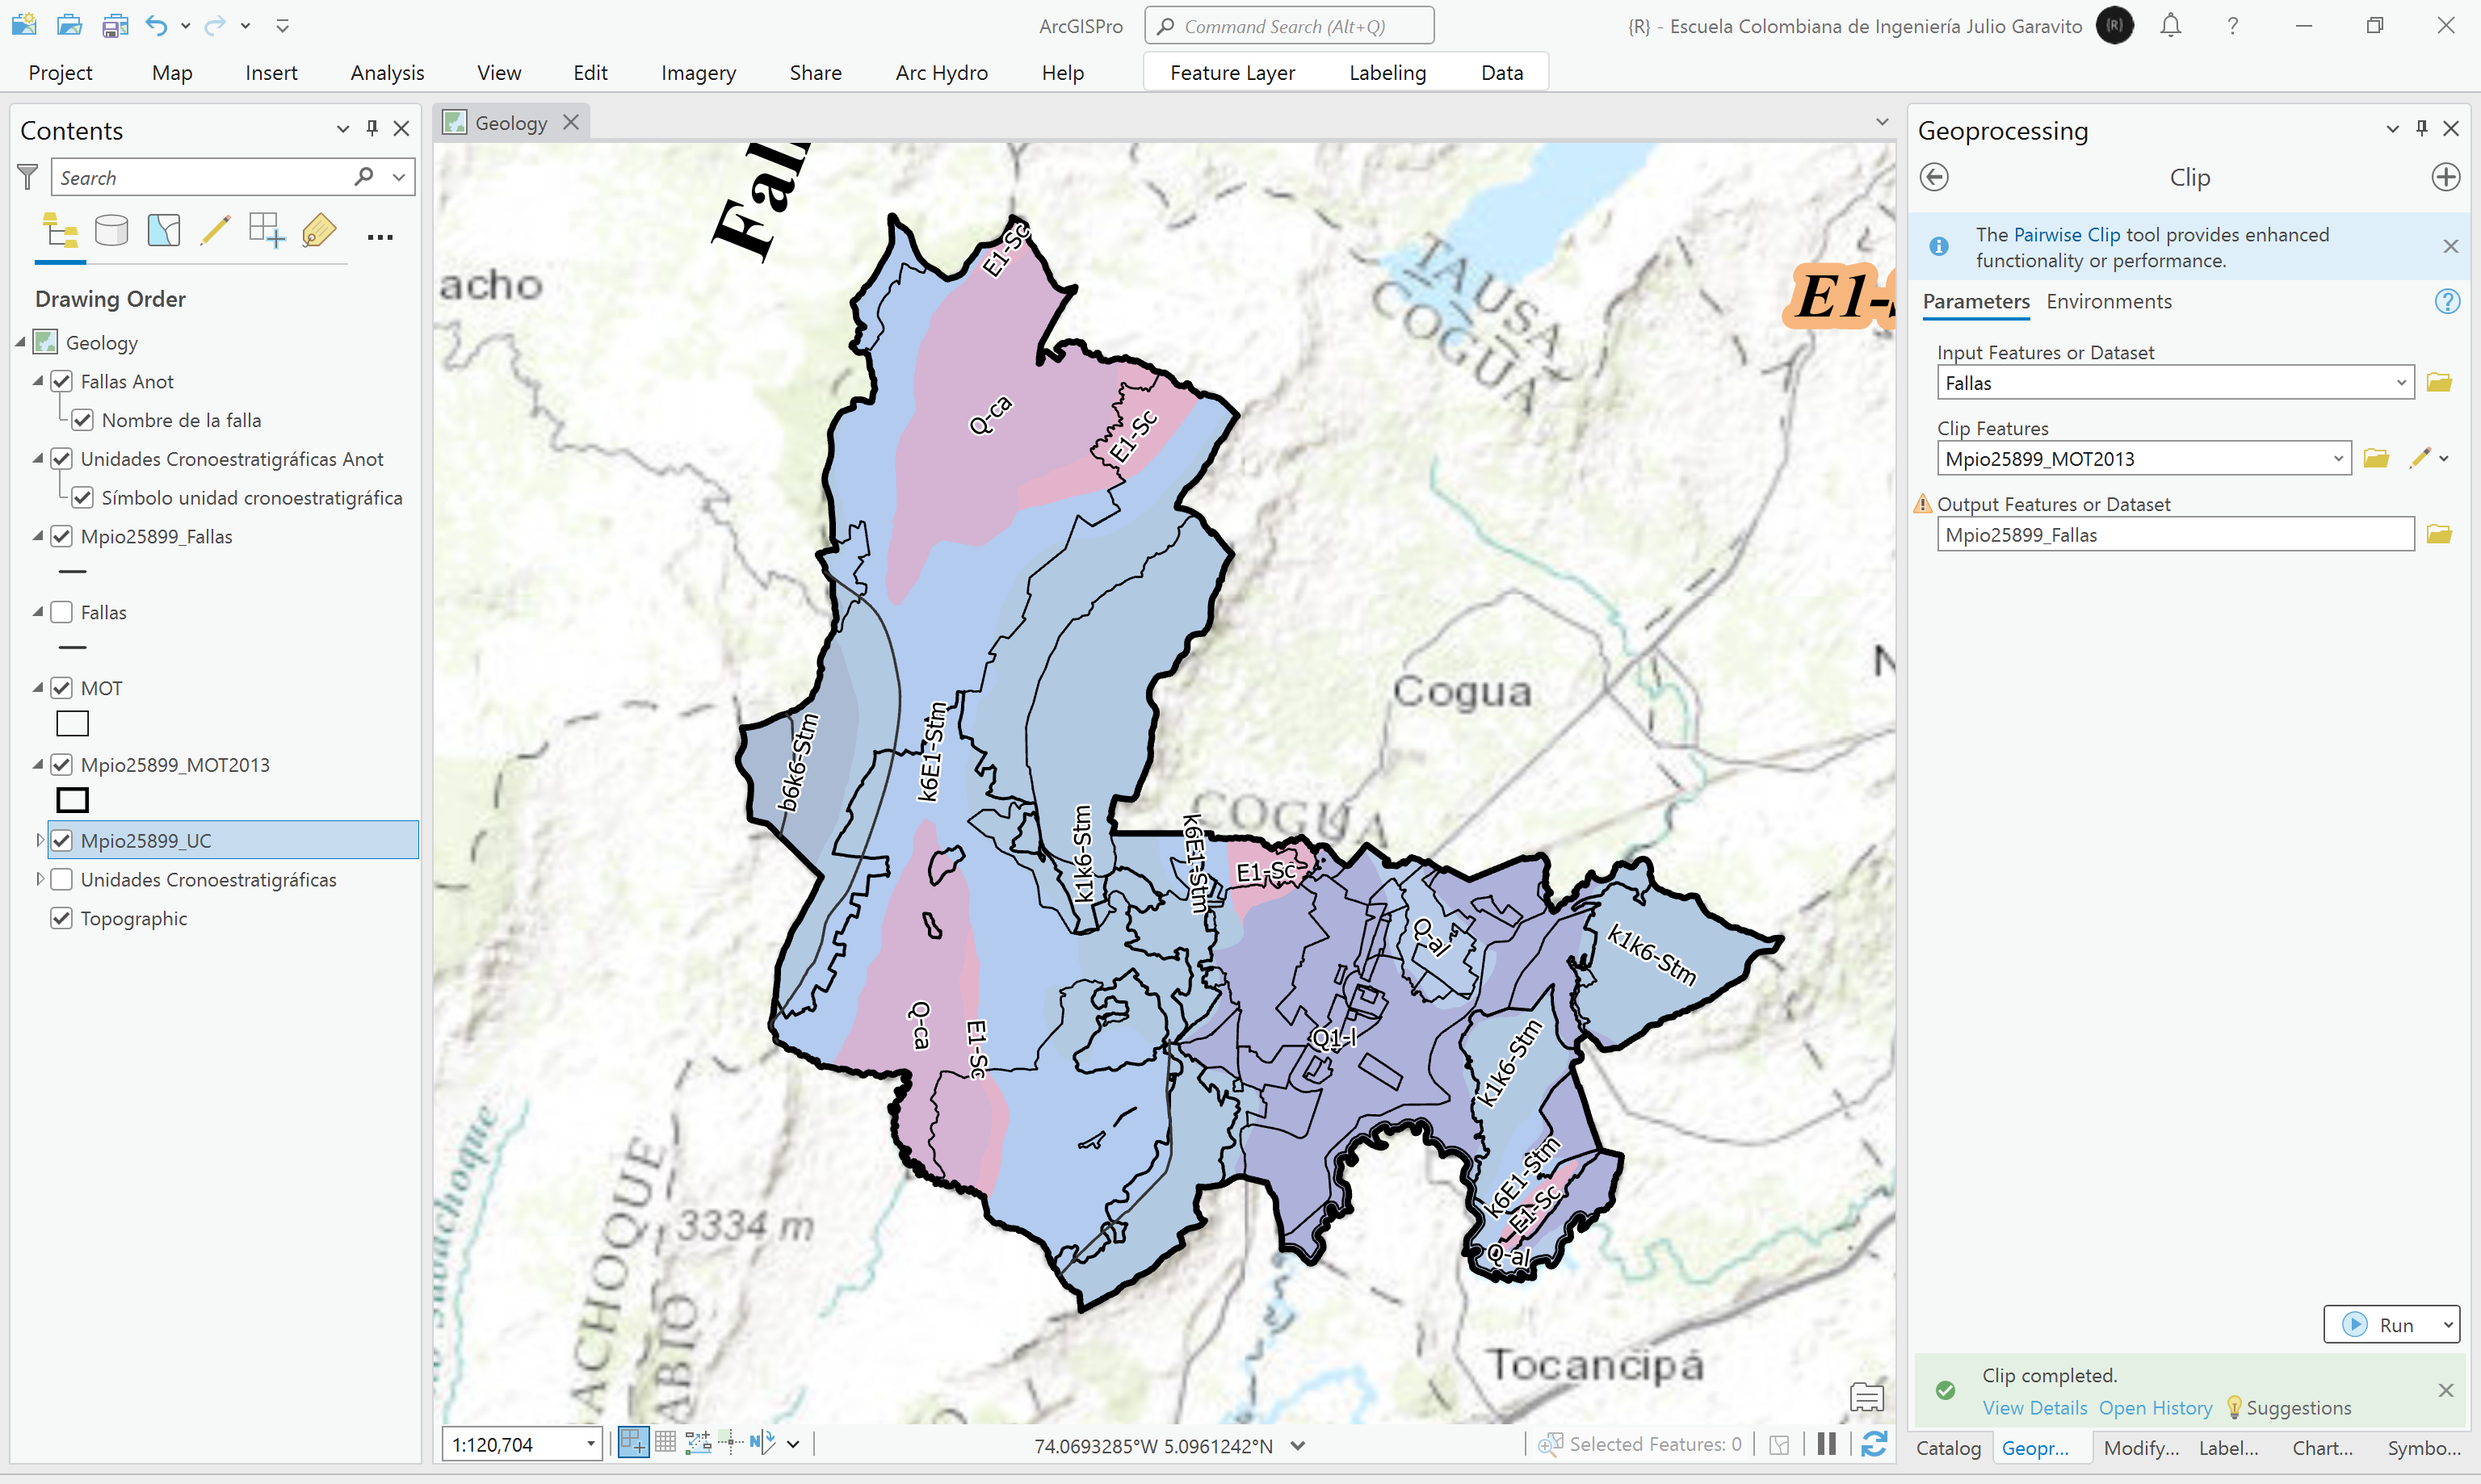 ArcGISPro
Command Search (Alt+Q)
{R} - Escuela Colombiana de Ingeniería Julio Garavito
{R}
Project
Map
Insert
Analysis
View
Edit
Imagery
Share
Arc Hydro
Help
Feature Layer
Labeling
Data
Contents
Search
Drawing Order
Geology
Fallas Anot
Nombre de la falla
Unidades Cronoestratigráficas Anot
Símbolo unidad cronoestratigráfica
Mpio25899_Fallas
Fallas
MOT
Mpio25899_MOT2013
Mpio25899_UC
Unidades Cronoestratigráficas
Topographic
Geology
Fall
acho
E1-Sc
TAUSA
COGUA
E1-
Q-ca
E1-Sc
Cogua
N
b6k6-Stm
k6E1-Stm
COGUA
k1k6-Stm
k6E1-Stm
E1-Sc
Q-al
k1k6-Stm
Q-ca
E1-Sc
Q1-l
k1k6-Stm
k6E1-Stm
E1-Sc
Q-al
Subachoque
ACHOQUE
ABIO
3334 m
Tocancipá
1:120,704
74.0693285°W 5.0961242°N
Selected Features: 0
Geoprocessing
Clip
The Pairwise Clip tool provides enhanced
functionality or performance.
Parameters
Environments
Input Features or Dataset
Fallas
Clip Features
Mpio25899_MOT2013
Output Features or Dataset
Mpio25899_Fallas
Run
Clip completed.
View Details
Open History
Suggestions
Catalog
Geopr...
Modify...
Label...
Chart...
Symbo...